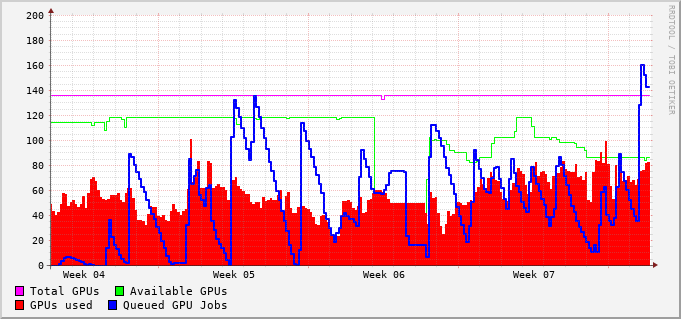 200
180
160
140
120
100
80
60
40
20
0
Week 04 Week 05 Week 06 Week 07
Total GPUs Available GPUs
GPUs used Queued GPU Jobs
RRDTOOL / TOBI OETIKER